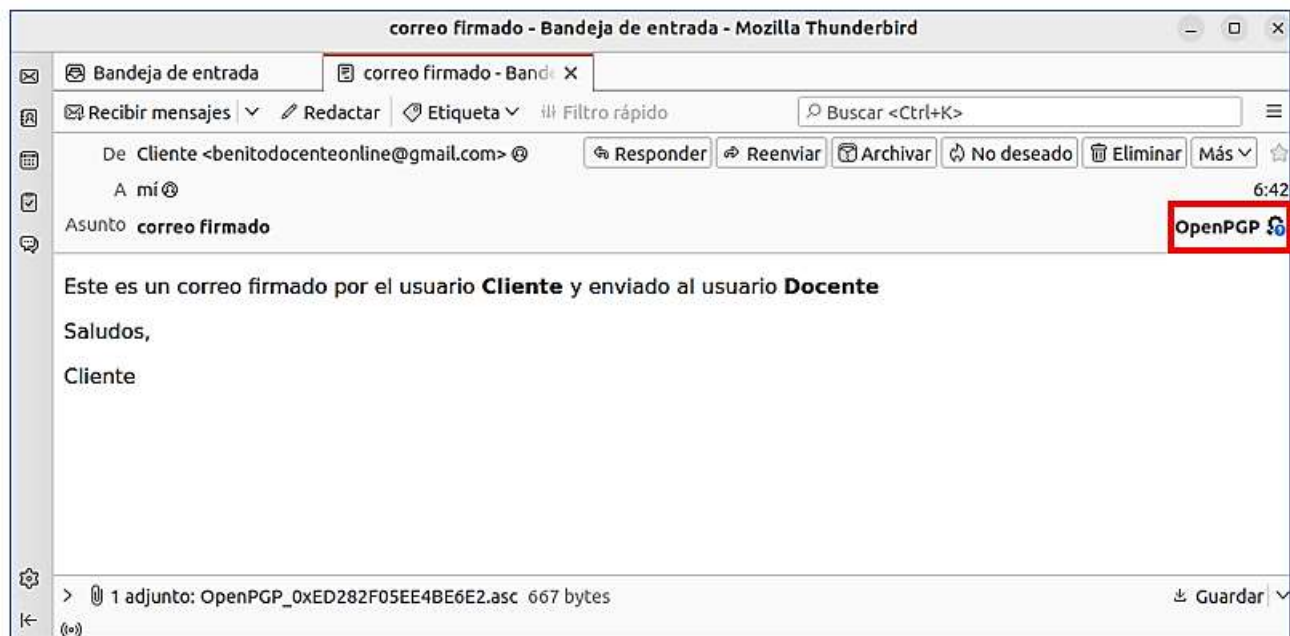 correo firmado - Bandeja de entrada - Mozilla Thunderbird
Bandeja de entrada
correo firmado - Bande
Recibir mensajes Redactar Etiqueta Filtro rápido Buscar <Ctrl+K>
De Cliente <benitodocenteonline@gmail.com> Responder Reenviar Archivar No deseado Eliminar Más
A mí 6:42
Asunto correo firmado OpenPGP
Este es un correo firmado por el usuario Cliente y enviado al usuario Docente
Saludos,
Cliente
1 adjunto: OpenPGP_0xED282F05EE4BE6E2.asc 667 bytes Guardar